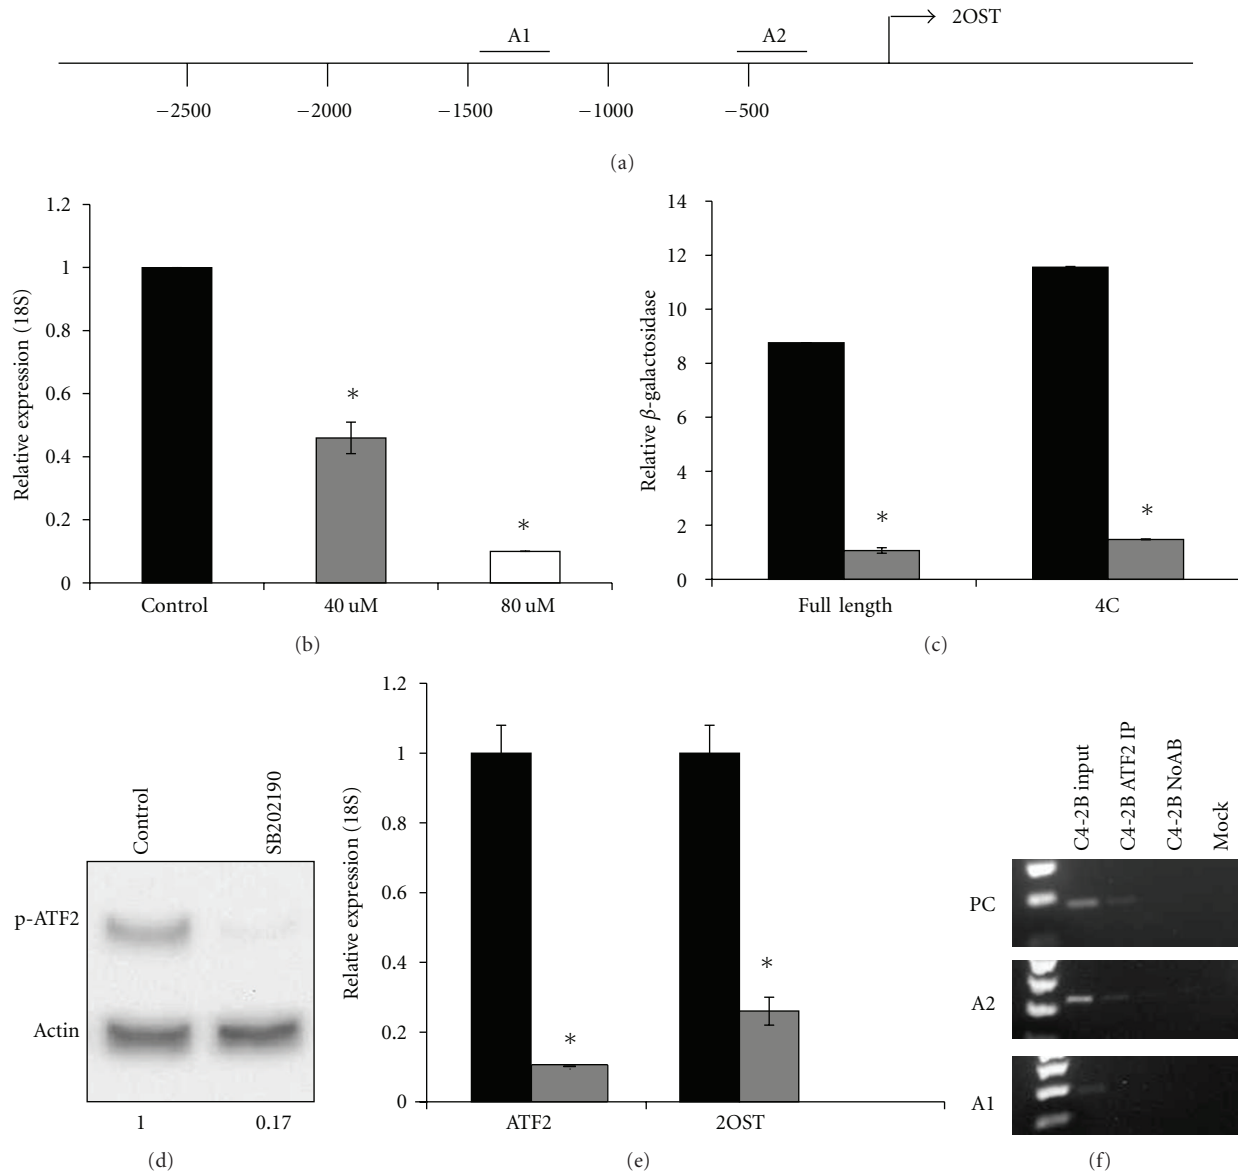 2OST
A1
A2
−2500
−2000
−1500
−1000
−500
(a)
1.2
1
0.8
0.6
0.4
0.2
0
Relative expression (18S)
*
*
Control
40 uM
80 uM
(b)
14
12
10
8
6
4
2
0
Relative β-galactosidase
*
*
Full length
4C
(c)
Control
SB202190
p-ATF2
Actin
1
0.17
(d)
1.2
1
0.8
0.6
0.4
0.2
0
Relative expression (18S)
*
*
ATF2
2OST
(e)
C4-2B input
C4-2B ATF2 IP
C4-2B NoAB
Mock
PC
A2
A1
(f)